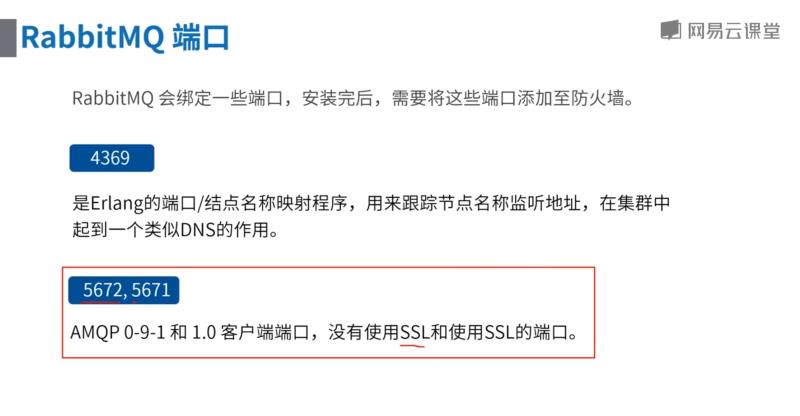 RabbitMQ 端口
网易云课堂
RabbitMQ 会绑定一些端口，安装完后，需要将这些端口添加至防火墙。
4369
是Erlang的端口/结点名称映射程序，用来跟踪节点名称监听地址，在集群中
起到一个类似DNS的作用。
5672, 5671
AMQP 0-9-1 和 1.0 客户端端口，没有使用SSL和使用SSL的端口。